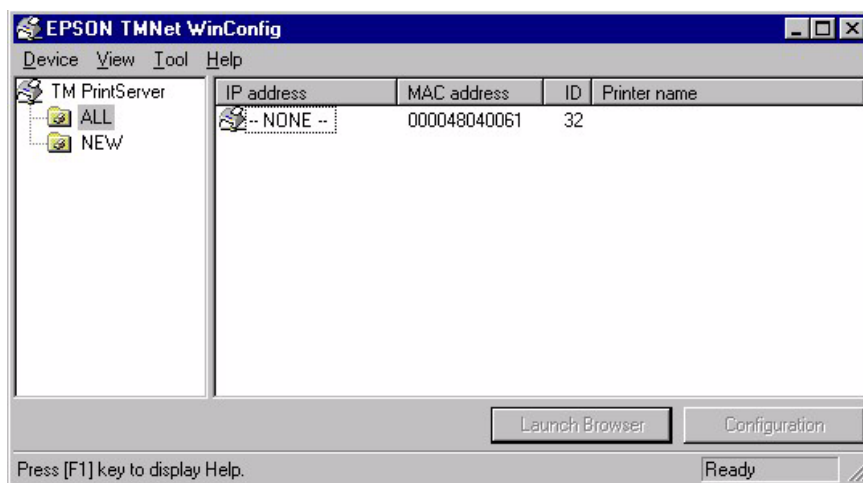 EPSON TMNet WinConfig
Device View Tool Help
TM PrintServer
ALL
NEW
IP address MAC address ID Printer name
-- NONE -- 000048040061 32
Launch Browser Configuration
Press [F1] key to display Help. Ready